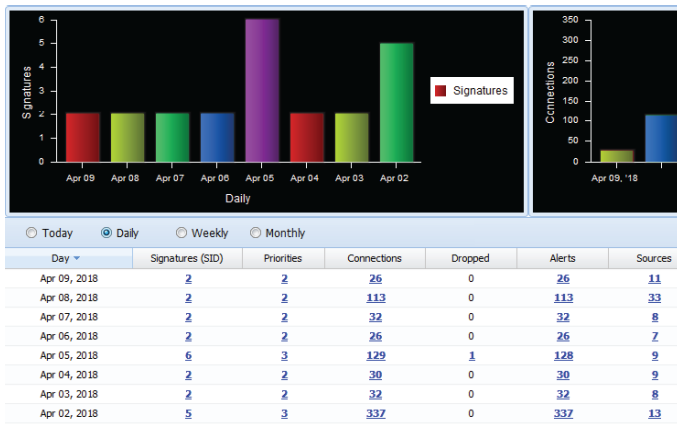 6
5
4
3
2
1
0
Signatures
Apr 09 Apr 08 Apr 07 Apr 06 Apr 05 Apr 04 Apr 03 Apr 02
Daily
Signatures
350
300
250
200
150
100
50
0
Connections
Apr 09, '18
Today Daily Weekly Monthly
Day Signatures (SID) Priorities Connections Dropped Alerts Sources
Apr 09, 2018 2 2 26 0 26 11
Apr 08, 2018 2 2 113 0 113 33
Apr 07, 2018 2 2 32 0 32 8
Apr 06, 2018 2 2 26 0 26 7
Apr 05, 2018 6 3 129 1 128 9
Apr 04, 2018 2 2 30 0 30 9
Apr 03, 2018 2 2 32 0 32 8
Apr 02, 2018 5 3 337 0 337 13